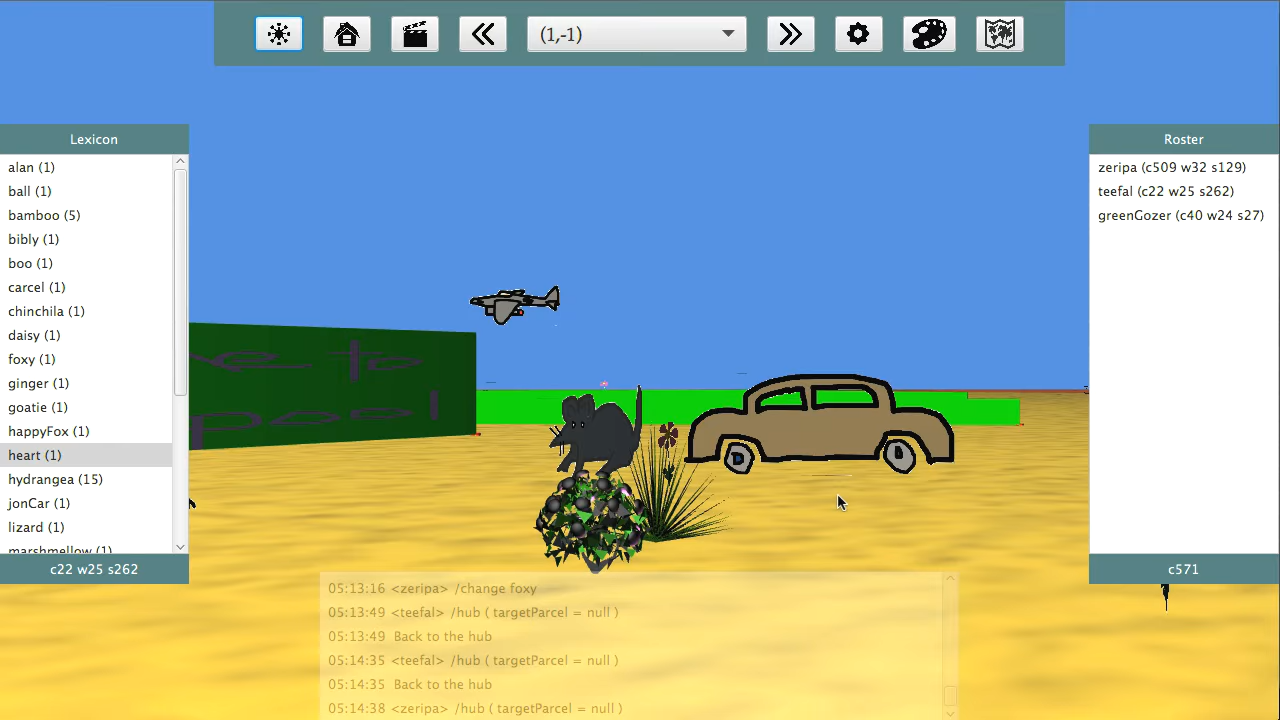 (1,-1)
Lexicon
alan (1)
ball (1)
bamboo (5)
bibly (1)
boo (1)
carcel (1)
chinchila (1)
daisy (1)
foxy (1)
ginger (1)
goatie (1)
happyFox (1)
heart (1)
hydrangea (15)
jonCar (1)
lizard (1)
marshmellow (1)
c22 w25 s262
Roster
zeripa (c509 w32 s129)
teefal (c22 w25 s262)
greenGozer (c40 w24 s27)
c571
e to
pool
05:13:16 <zeripa> /change foxy
05:13:49 <teefal> /hub ( targetParcel = null )
05:13:49 Back to the hub
05:14:35 <teefal> /hub ( targetParcel = null )
05:14:35 Back to the hub
05:14:38 <zeripa> /hub ( targetParcel = null )